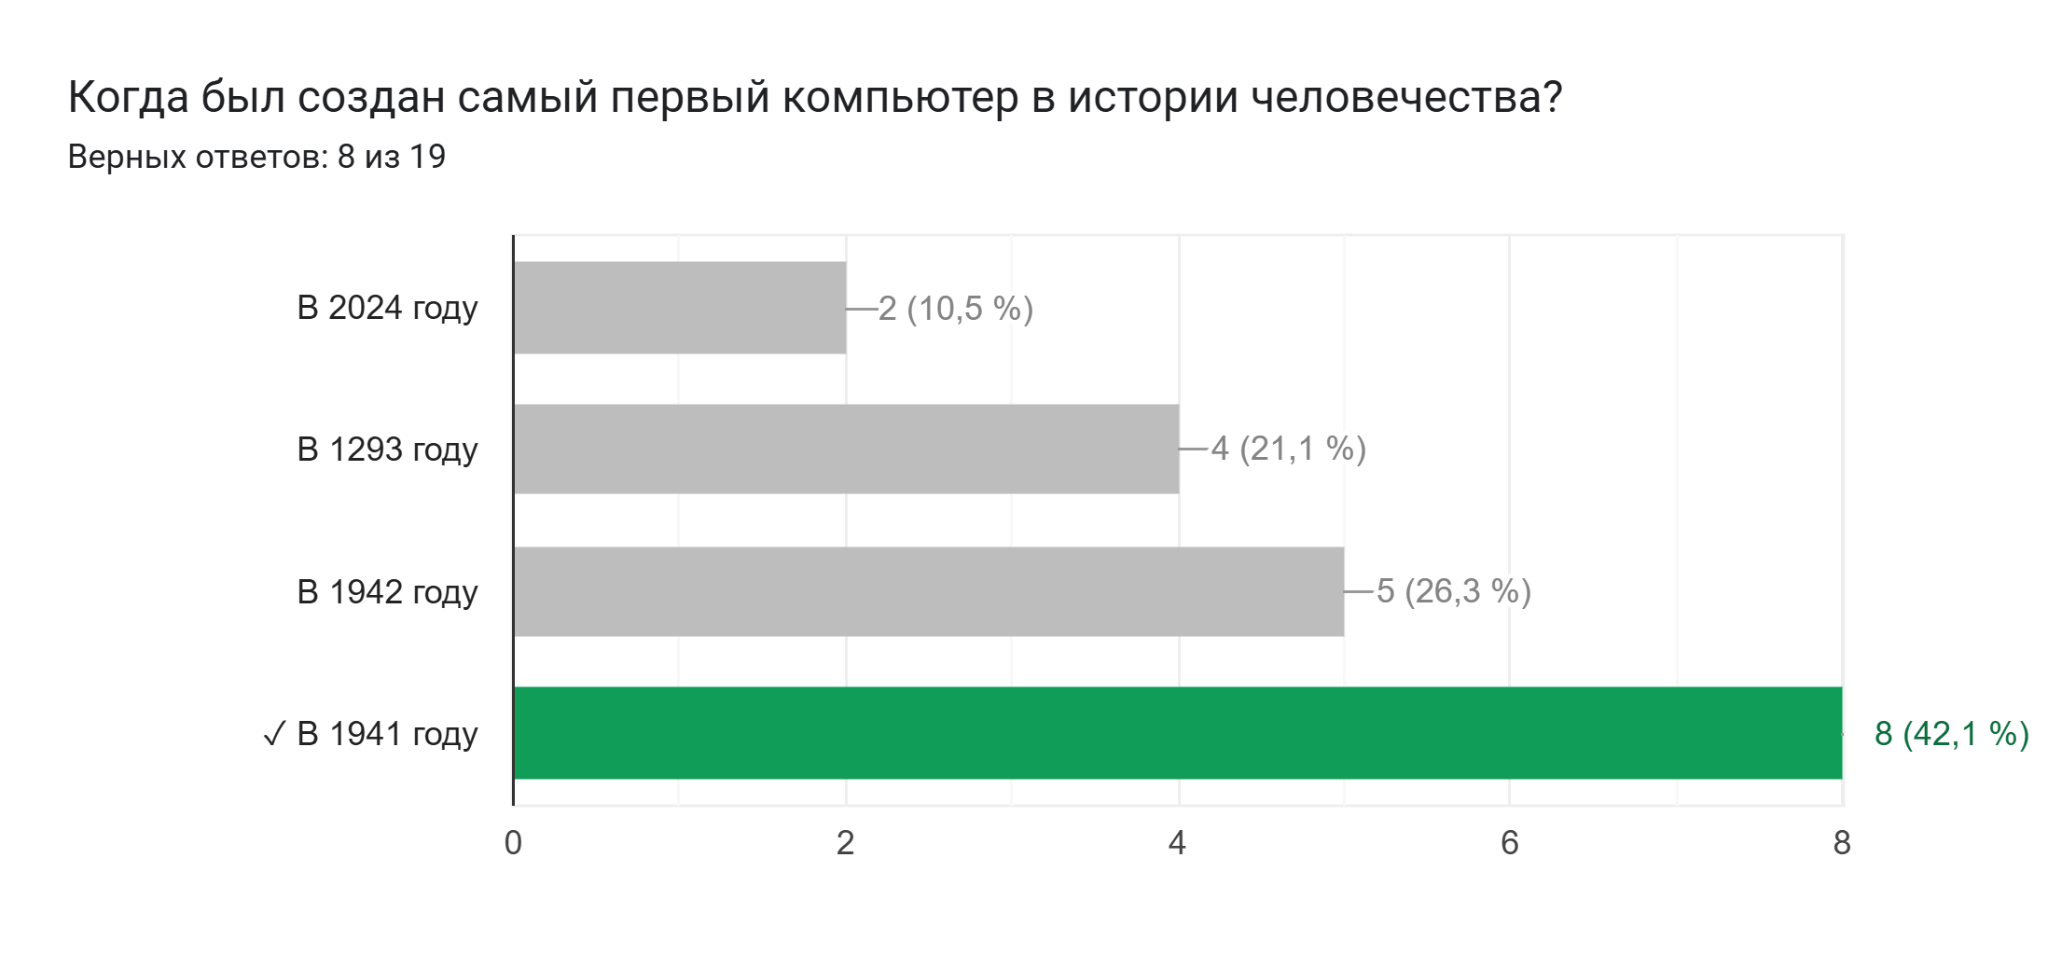 Когда был создан самый первый компьютер в истории человечества?
Верных ответов: 8 из 19
В 2024 году
2 (10,5 %)
В 1293 году
4 (21,1 %)
В 1942 году
5 (26,3 %)
✓ В 1941 году
8 (42,1 %)
0 2 4 6 8